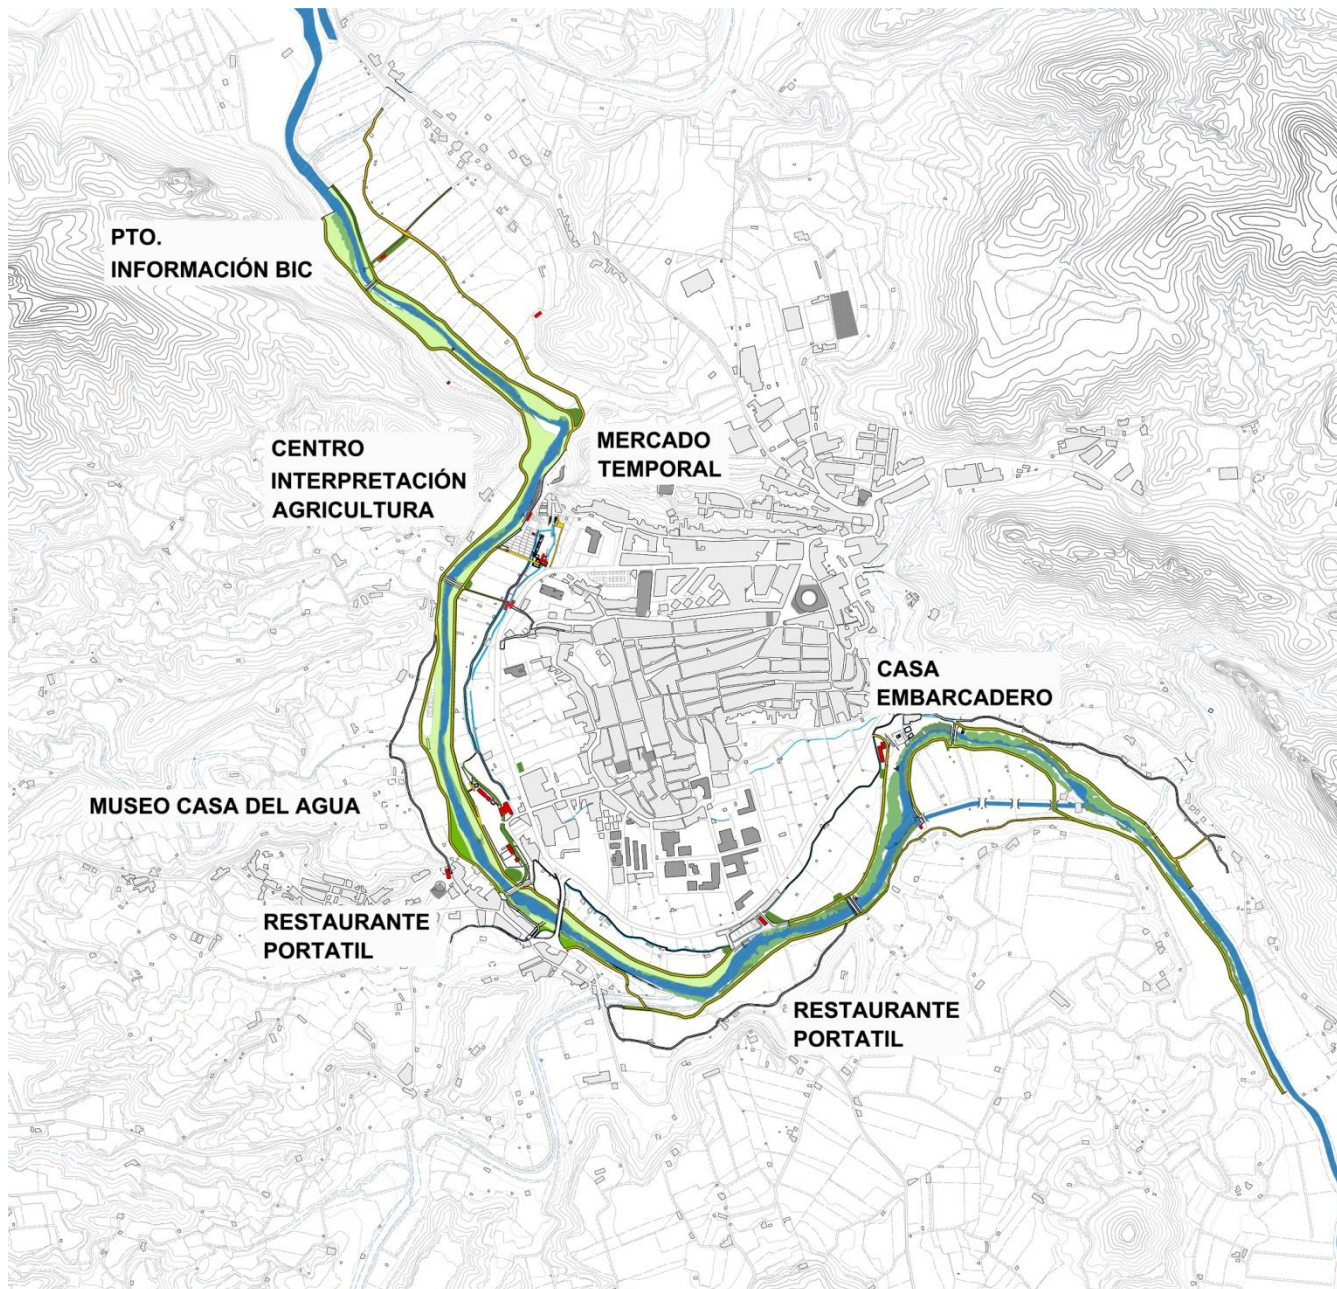 PTO.
INFORMACIÓN BIC
CENTRO
INTERPRETACIÓN
AGRICULTURA
MERCADO
TEMPORAL
CASA
EMBARCADERO
MUSEO CASA DEL AGUA
RESTAURANTE
PORTATIL
RESTAURANTE
PORTATIL